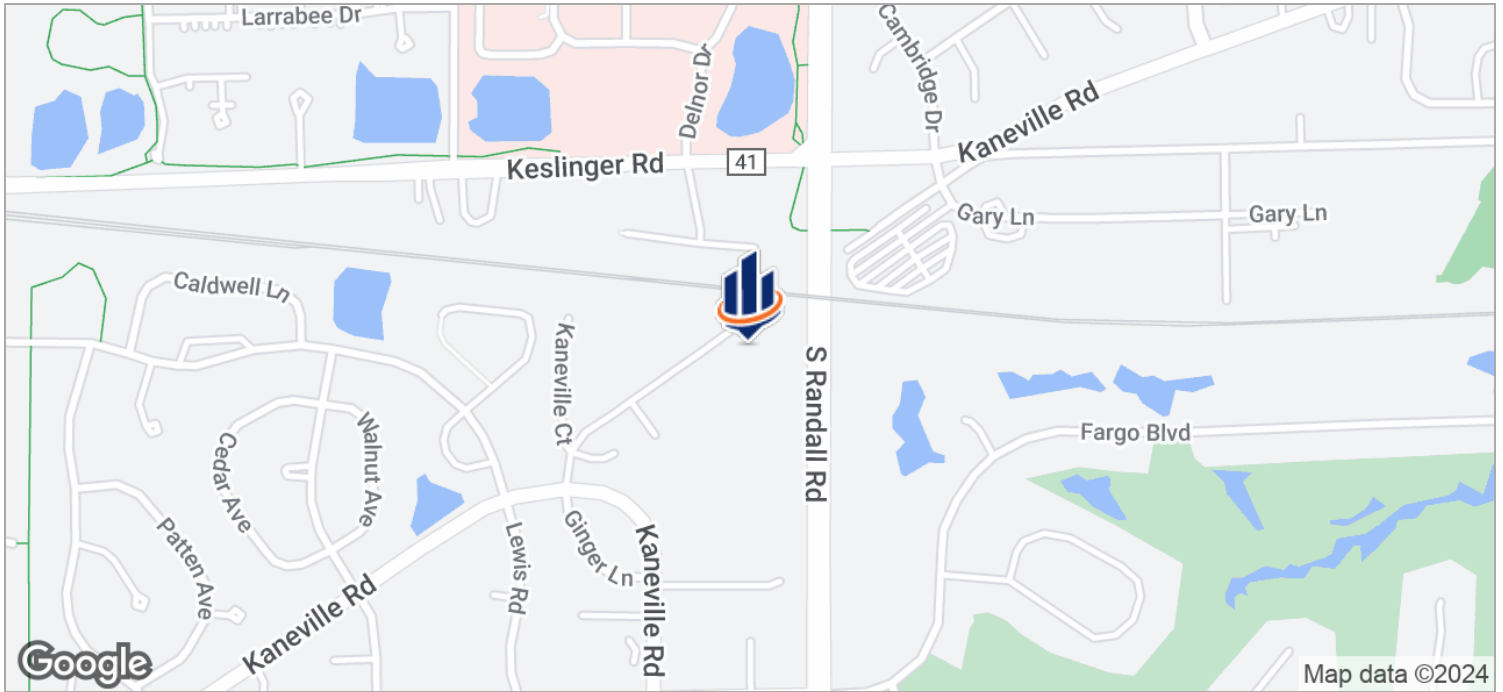 Larrabee Dr
Cambridge Dr
Delnor Dr
Kaneville Rd
Keslinger Rd
41
Gary Ln
Gary Ln
Caldwell Ln
Kaneville Ct
S Randall Rd
Fargo Blvd
Walnut Ave
Cedar Ave
Patten Ave
Lewis Rd
Ginger Ln
Kaneville Rd
Kaneville Rd
Google
Map data ©2024